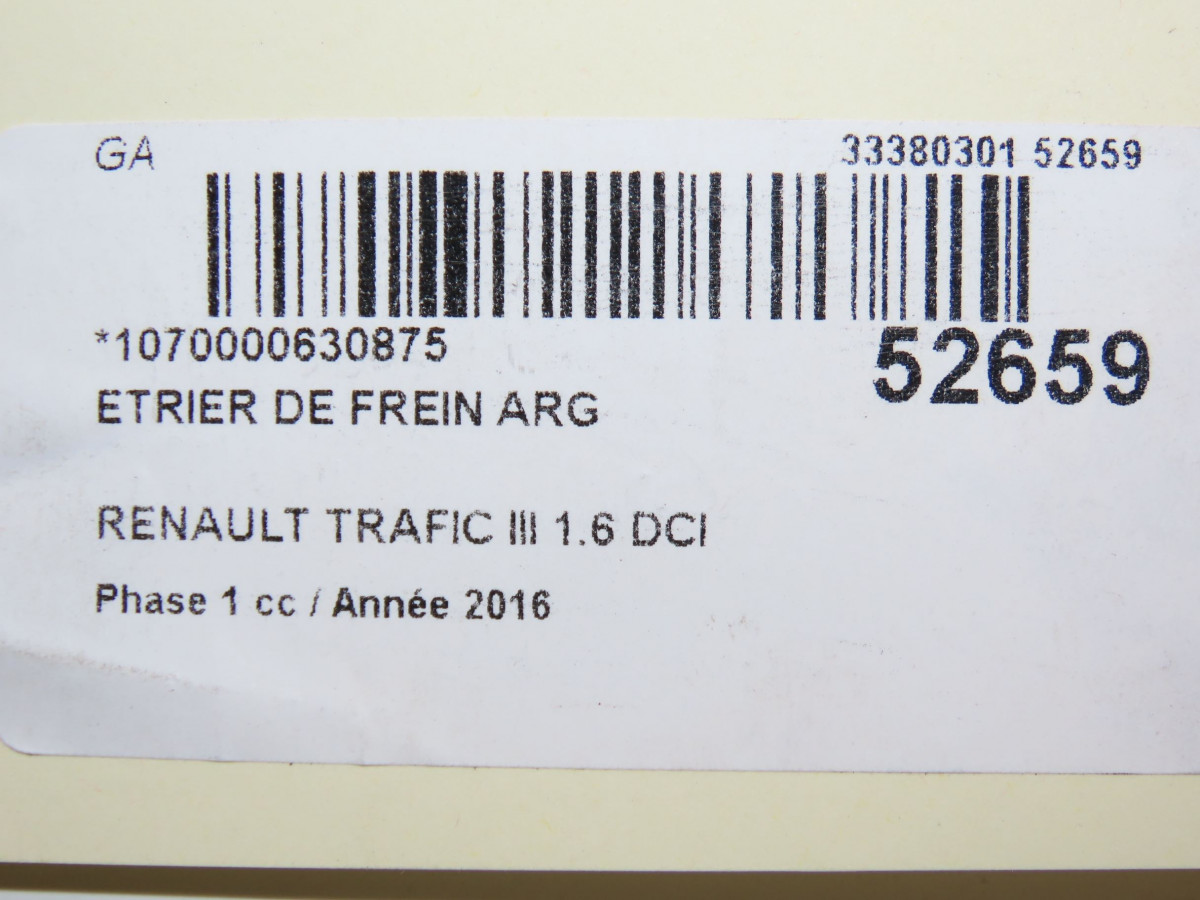 GA
33380301 52659
*1070000630875
52659
ETRIER DE FREIN ARG
RENAULT TRAFIC III 1.6 DCI
Phase 1 cc / Année 2016